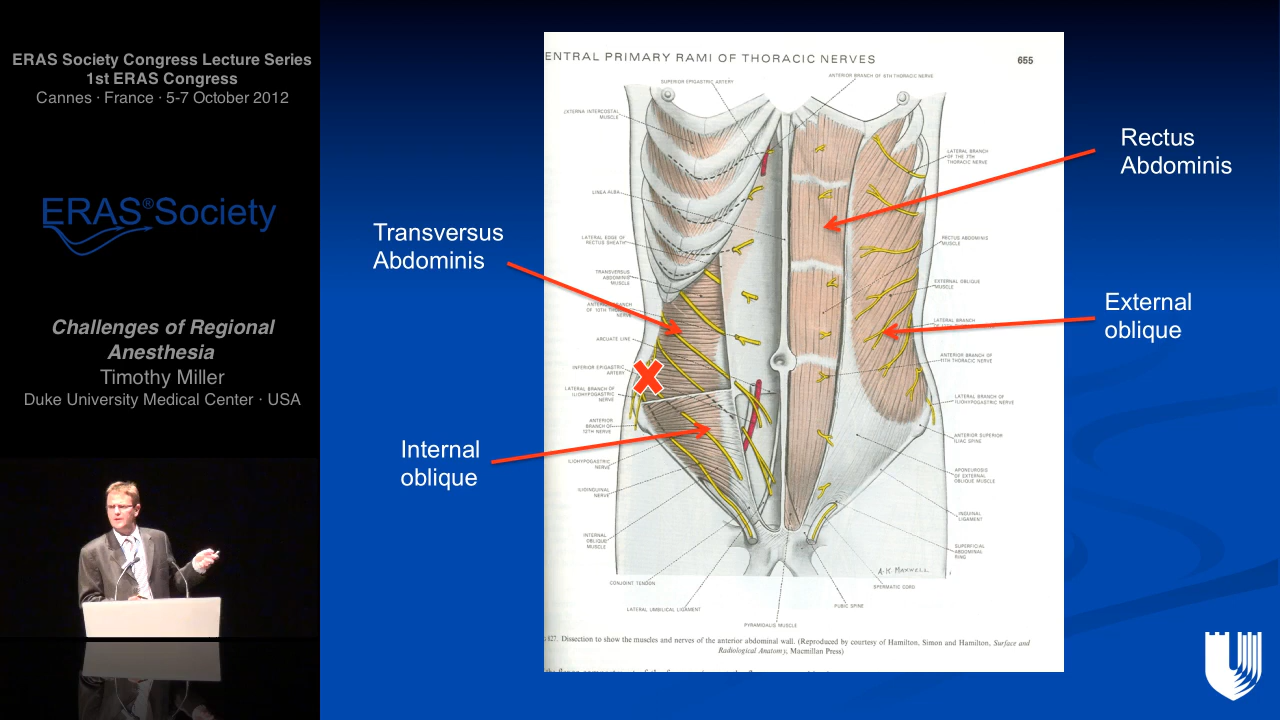 ERAS Society Congress Lecture Series
1st ERAS Congress
Cannes · France · 5-7 October 2012
ERAS®Society
Challenges of Regional
Anesthesia
Timothy Miller
Duke University Medical Center · USA
Transversus
Abdominis
Internal
oblique
Rectus
Abdominis
External
oblique
ENTRAL PRIMARY RAMI OF THORACIC NERVES
655
SUPERIOR EPIGASTRIC ARTERY
ANTERIOR BRANCH OF 6TH THORACIC NERVE
EXTERNAL INTERCOSTAL
MUSCLE
LINEA ALBA
LATERAL EDGE OF
RECTUS SHEATH
TRANSVERSUS
ABDOMINIS
MUSCLE
OF 10TH
NERVE
ARCUATE LINE
INFERIOR EPIGASTRIC
ARTERY
LATERAL BRANCH OF
ILIOHYPOGASTRIC
NERVE
ANTERIOR
BRANCH OF
12TH NERVE
ILIOHYPOGASTRIC
NERVE
ILIOINGUINAL
NERVE
INTERNAL
OBLIQUE
MUSCLE
CONJOINT TENDON
LATERAL UMBILICAL LIGAMENT
PYRAMIDALIS MUSCLE
PUBIC SPINE
SPERMATIC CORD
LATERAL BRANCH
OF THE 7TH
THORACIC NERVE
RECTUS ABDOMINIS
MUSCLE
EXTERNAL OBLIQUE
MUSCLE
LATERAL BRANCH
ANTERIOR BRANCH OF
11TH THORACIC NERVE
LATERAL BRANCH OF
ILIOHYPOGASTRIC NERVE
ANTERIOR SUPERIOR
ILIAC SPINE
APONEUROSIS
OF EXTERNAL
OBLIQUE MUSCLE
INGUINAL
LIGAMENT
SUPERFICIAL
ABDOMINAL
RING
A.K. MAXWELL
627. Dissection to show the muscles and nerves of the anterior abdominal wall. (Reproduced by courtesy of Hamilton, Simon and Hamilton, Surface and
Radiological Anatomy, Macmillan Press)